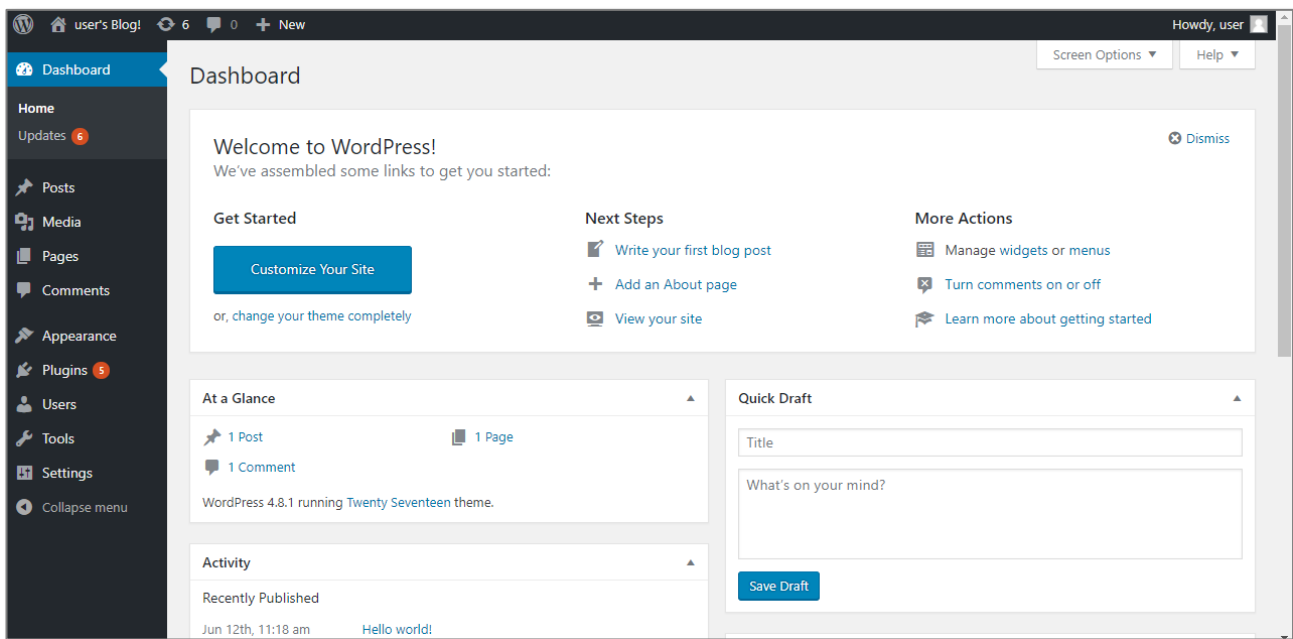 user's Blog! 6 0 New Howdy, user
Screen Options Help
Dashboard
Home
Updates 6
Posts
Media
Pages
Comments
Appearance
Plugins 5
Users
Tools
Settings
Collapse menu
Dashboard
Welcome to WordPress!
Dismiss
We've assembled some links to get you started:
Get Started
Customize Your Site
or, change your theme completely
Next Steps
Write your first blog post
Add an About page
View your site
More Actions
Manage widgets or menus
Turn comments on or off
Learn more about getting started
At a Glance
1 Post 1 Page
1 Comment
WordPress 4.8.1 running Twenty Seventeen theme.
Activity
Recently Published
Jun 12th, 11:18 am Hello world!
Quick Draft
Title
What's on your mind?
Save Draft